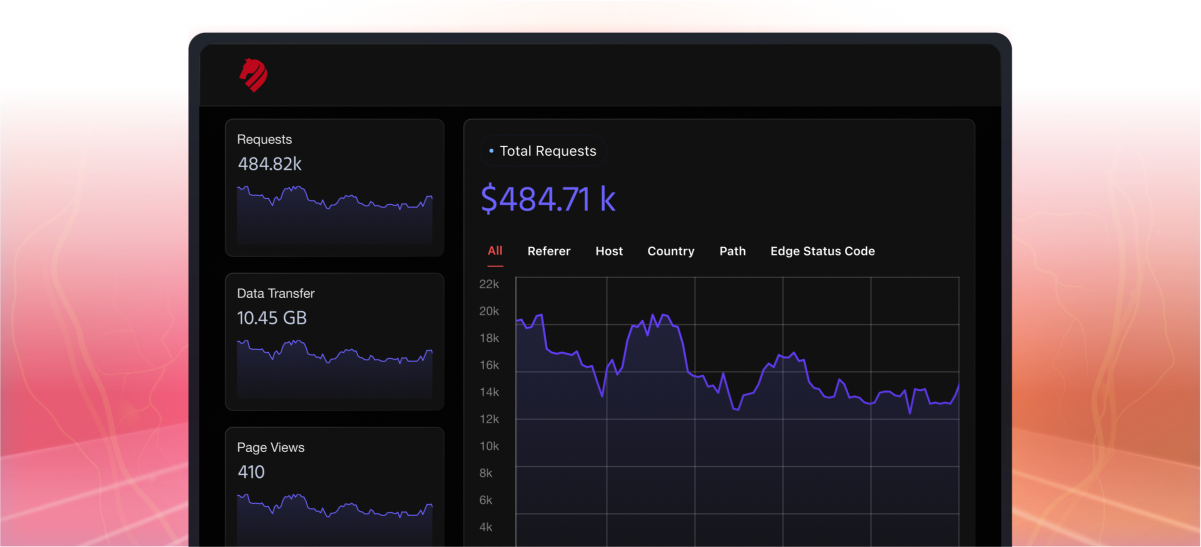 Requests
484.82k
Data Transfer
10.45 GB
Page Views
410
Total Requests
$484.71 k
All Referer Host Country Path Edge Status Code
22k
20k
18k
16k
14k
12k
10k
8k
6k
4k